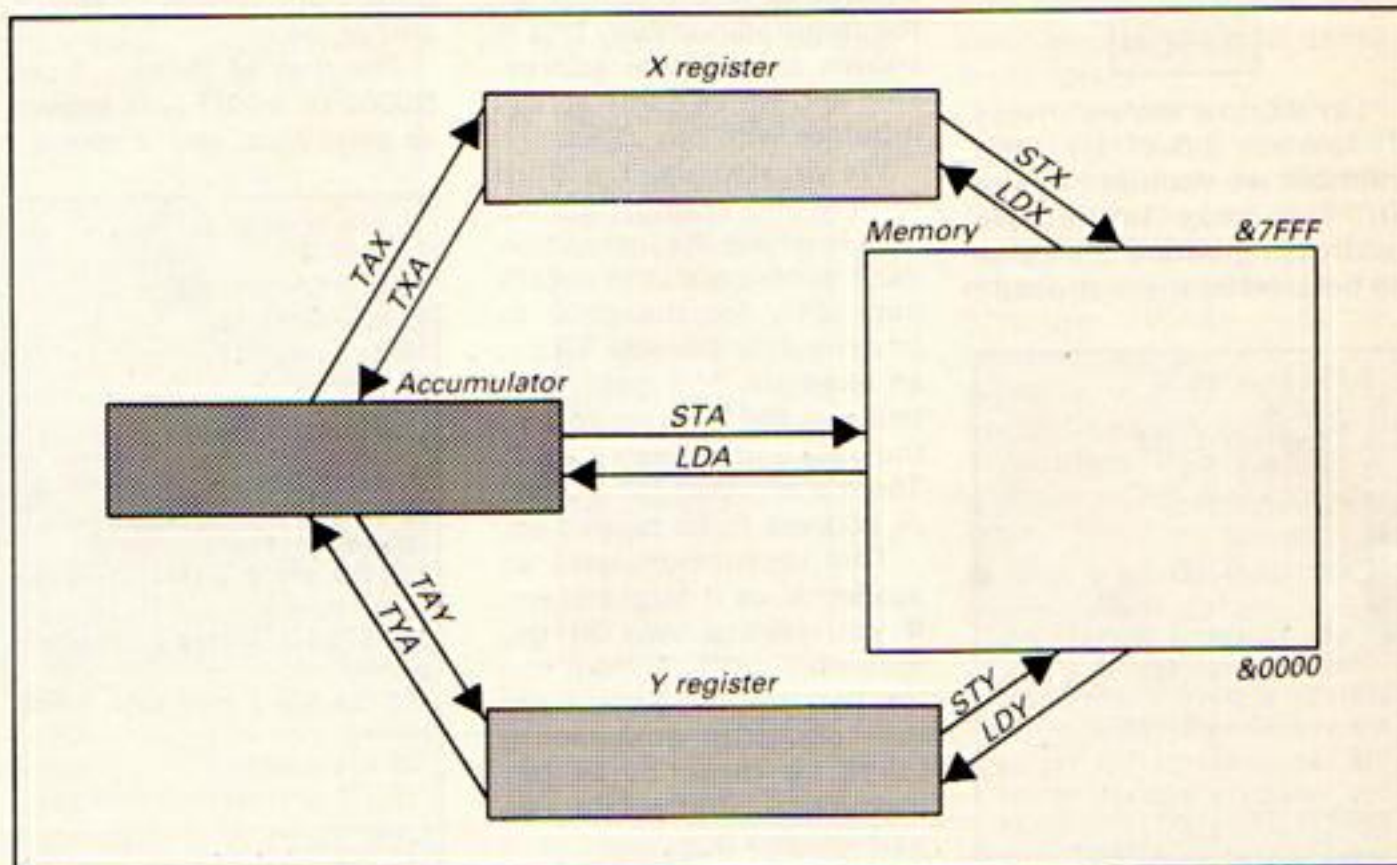 X register
STX
LDX
Memory
&7FFF
TAX
TXA
Accumulator
STA
LDA
TAY
TYA
Y register
STY
LDY
&0000